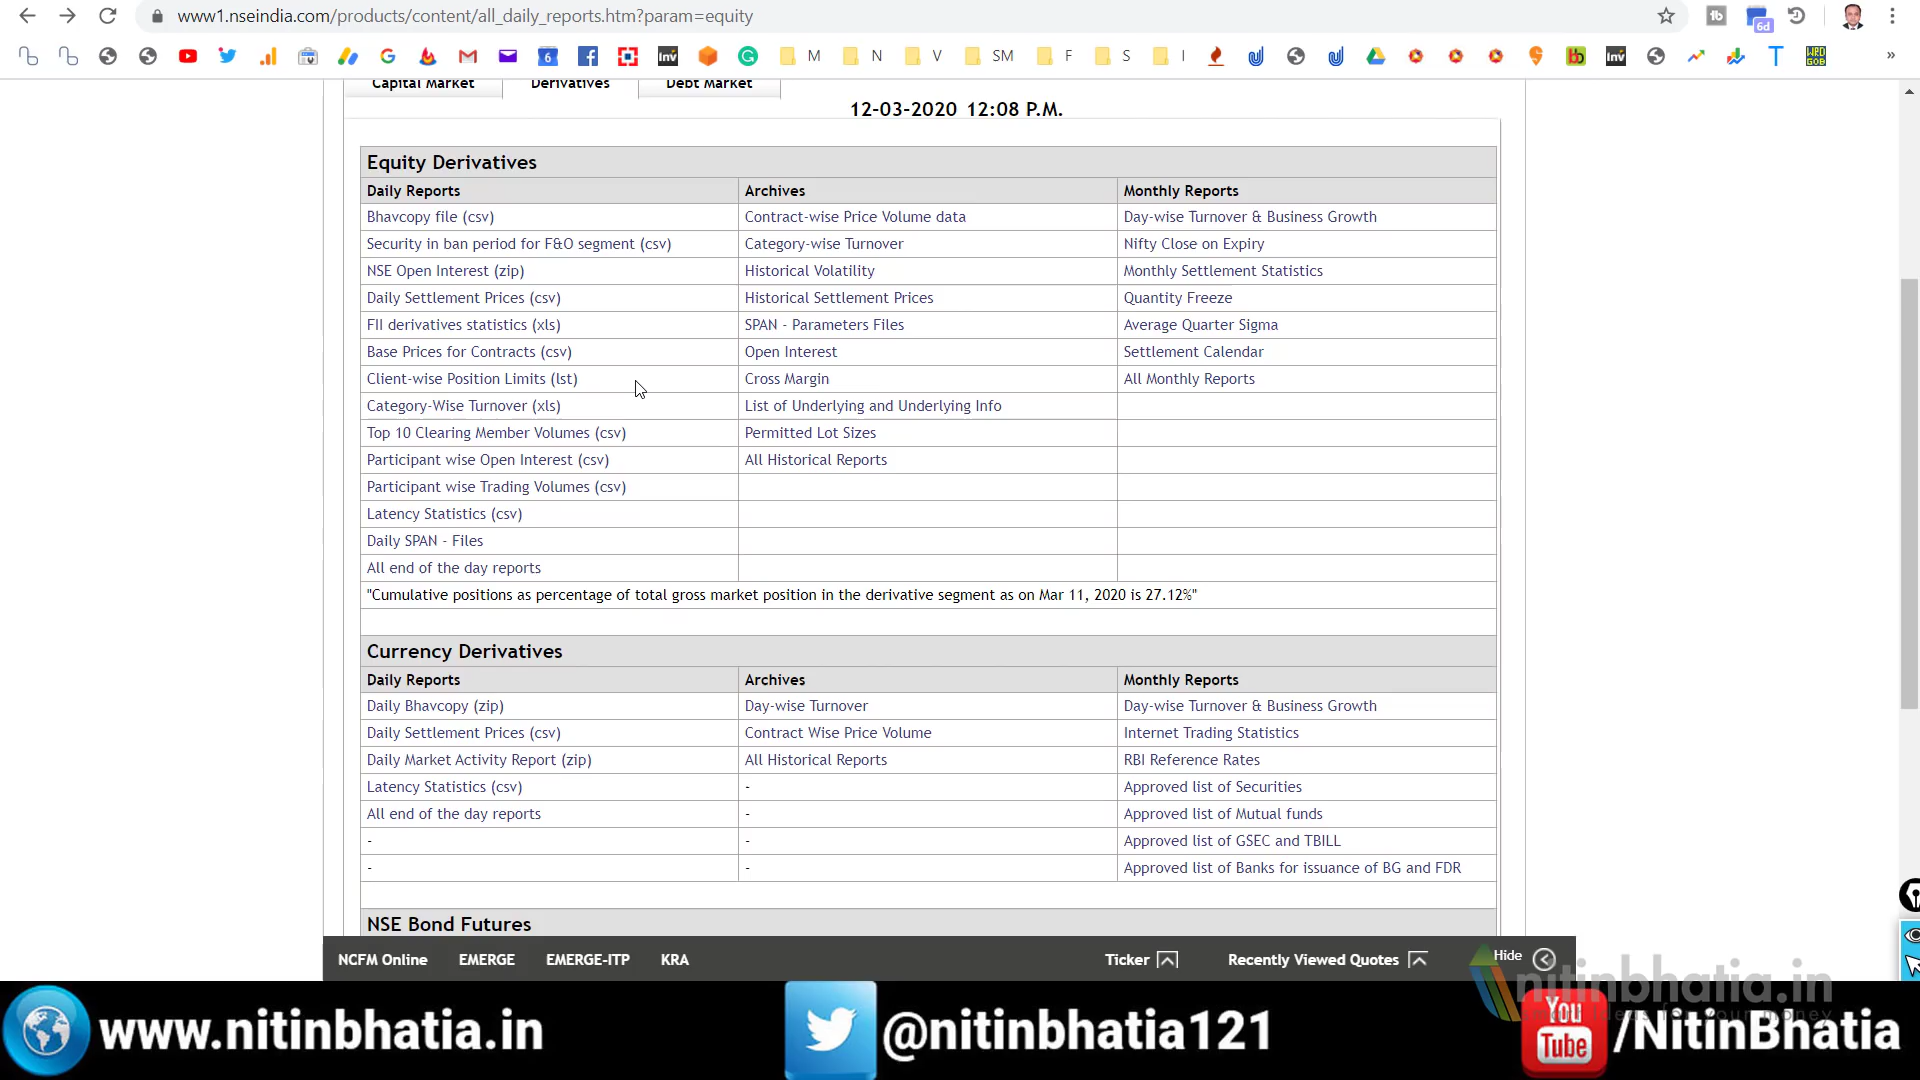 www1.nseindia.com/products/content/all_daily_reports.htm?param=equity
6d
M N V SM F S I
Capital Market Derivatives Debt Market
12-03-2020 12:08 P.M.
Equity Derivatives
Daily Reports Archives Monthly Reports
Bhavcopy file (csv) Contract-wise Price Volume data Day-wise Turnover & Business Growth
Security in ban period for F&O segment (csv) Category-wise Turnover Nifty Close on Expiry
NSE Open Interest (zip) Historical Volatility Monthly Settlement Statistics
Daily Settlement Prices (csv) Historical Settlement Prices Quantity Freeze
FII derivatives statistics (xls) SPAN - Parameters Files Average Quarter Sigma
Base Prices for Contracts (csv) Open Interest Settlement Calendar
Client-wise Position Limits (lst) Cross Margin All Monthly Reports
Category-Wise Turnover (xls) List of Underlying and Underlying Info
Top 10 Clearing Member Volumes (csv) Permitted Lot Sizes
Participant wise Open Interest (csv) All Historical Reports
Participant wise Trading Volumes (csv)
Latency Statistics (csv)
Daily SPAN - Files
All end of the day reports
"Cumulative positions as percentage of total gross market position in the derivative segment as on Mar 11, 2020 is 27.12%"
Currency Derivatives
Daily Reports Archives Monthly Reports
Daily Bhavcopy (zip) Day-wise Turnover Day-wise Turnover & Business Growth
Daily Settlement Prices (csv) Contract Wise Price Volume Internet Trading Statistics
Daily Market Activity Report (zip) All Historical Reports RBI Reference Rates
Latency Statistics (csv) - Approved list of Securities
All end of the day reports - Approved list of Mutual funds
- - Approved list of GSEC and TBILL
- - Approved list of Banks for issuance of BG and FDR
NSE Bond Futures
NCFM Online EMERGE EMERGE-ITP KRA Ticker Recently Viewed Quotes Hide
nitinbhatia.in
www.nitinbhatia.in @nitinbhatia121 You Tube /NitinBhatia